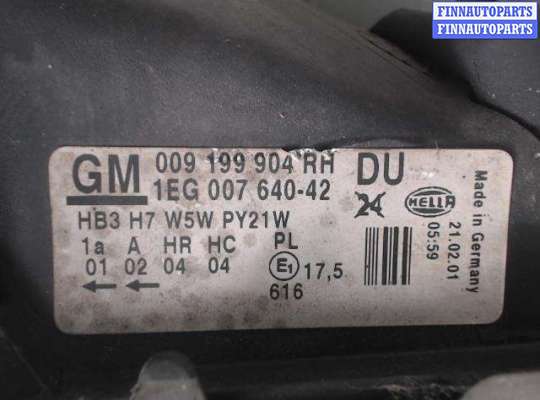 FINNAUTOPARTS
FINNAUTOPARTS
GM 009 199 904 RH DU
1EG 007 640-42 24 HELLA
HB3 H7 W5W PY21W
1a A HR HC PL
01 02 04 04 E1 17,5
616
Made in Germany
21.02.01
05:59